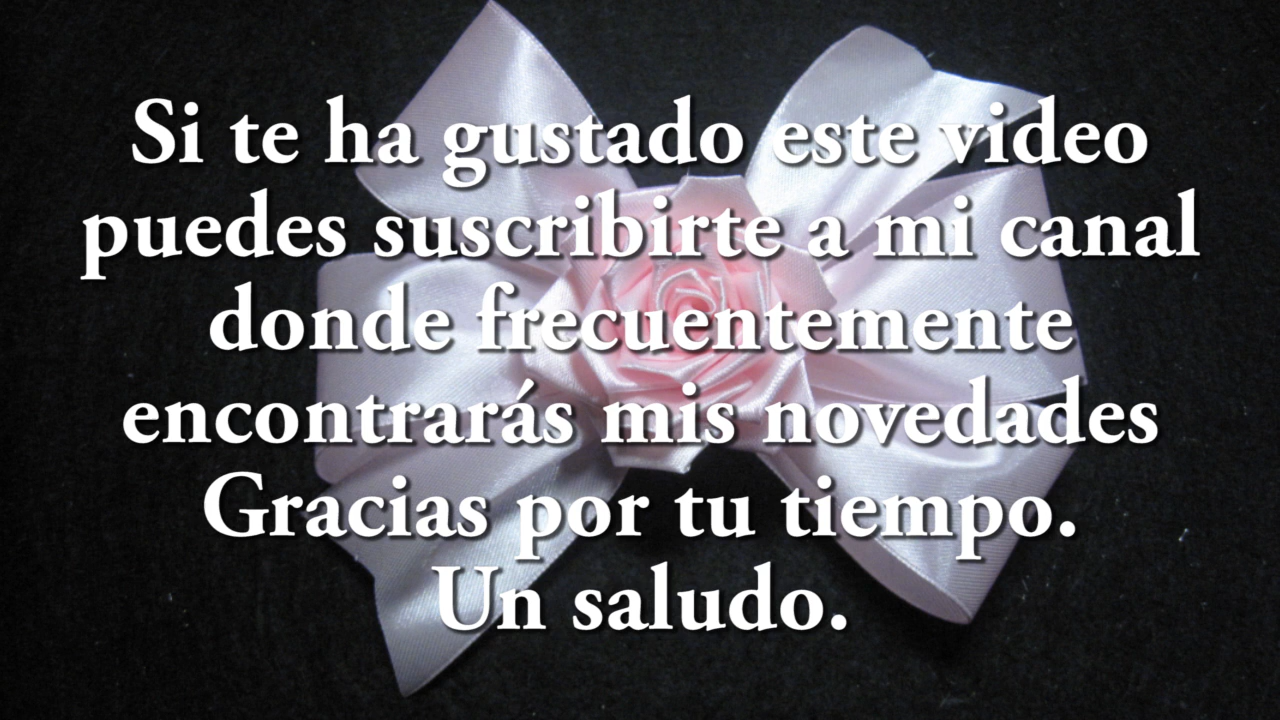 Si te ha gustado este video
puedes suscribirte a mi canal
donde frecuentemente
encontrarás mis novedades
Gracias por tu tiempo.
Un saludo.